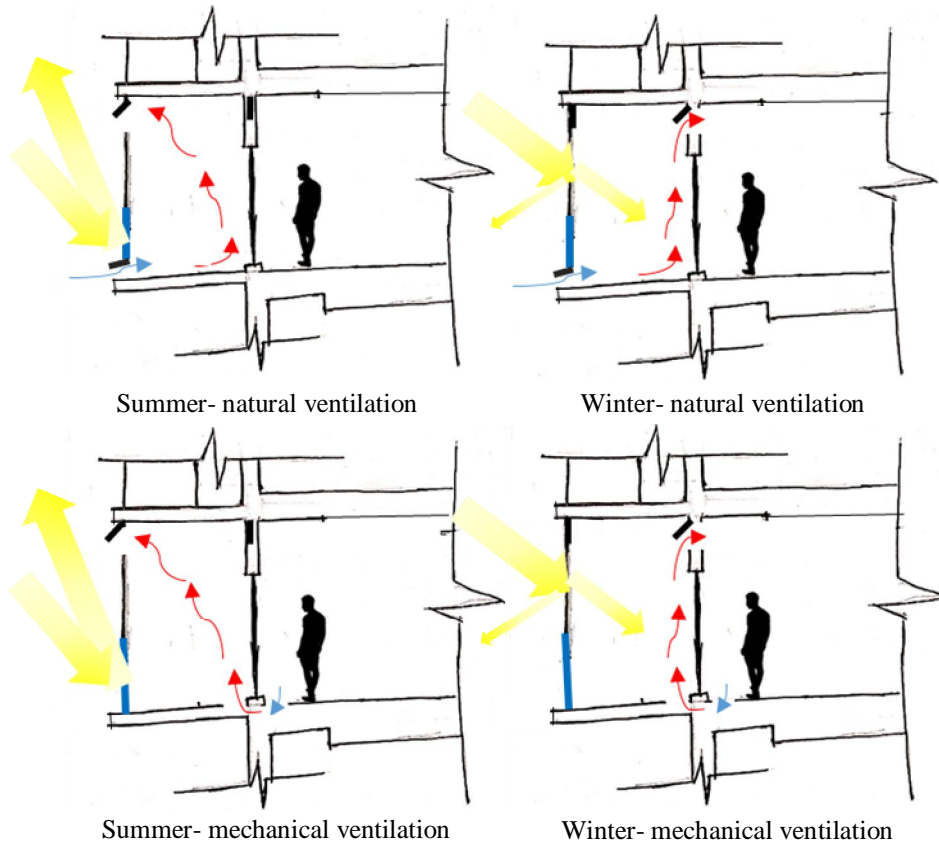 Summer- natural ventilation
Winter- natural ventilation
Summer- mechanical ventilation
Winter- mechanical ventilation